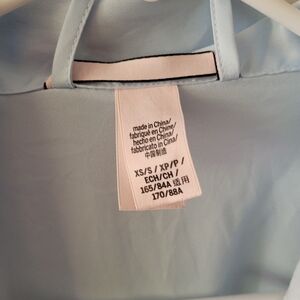 made in China/
fabriqué en Chine/
hecho en China/
fabbricato in Cina/
中国制造
XS/S / XP/P /
ECH/CH /
165/84A 适用
170/88A